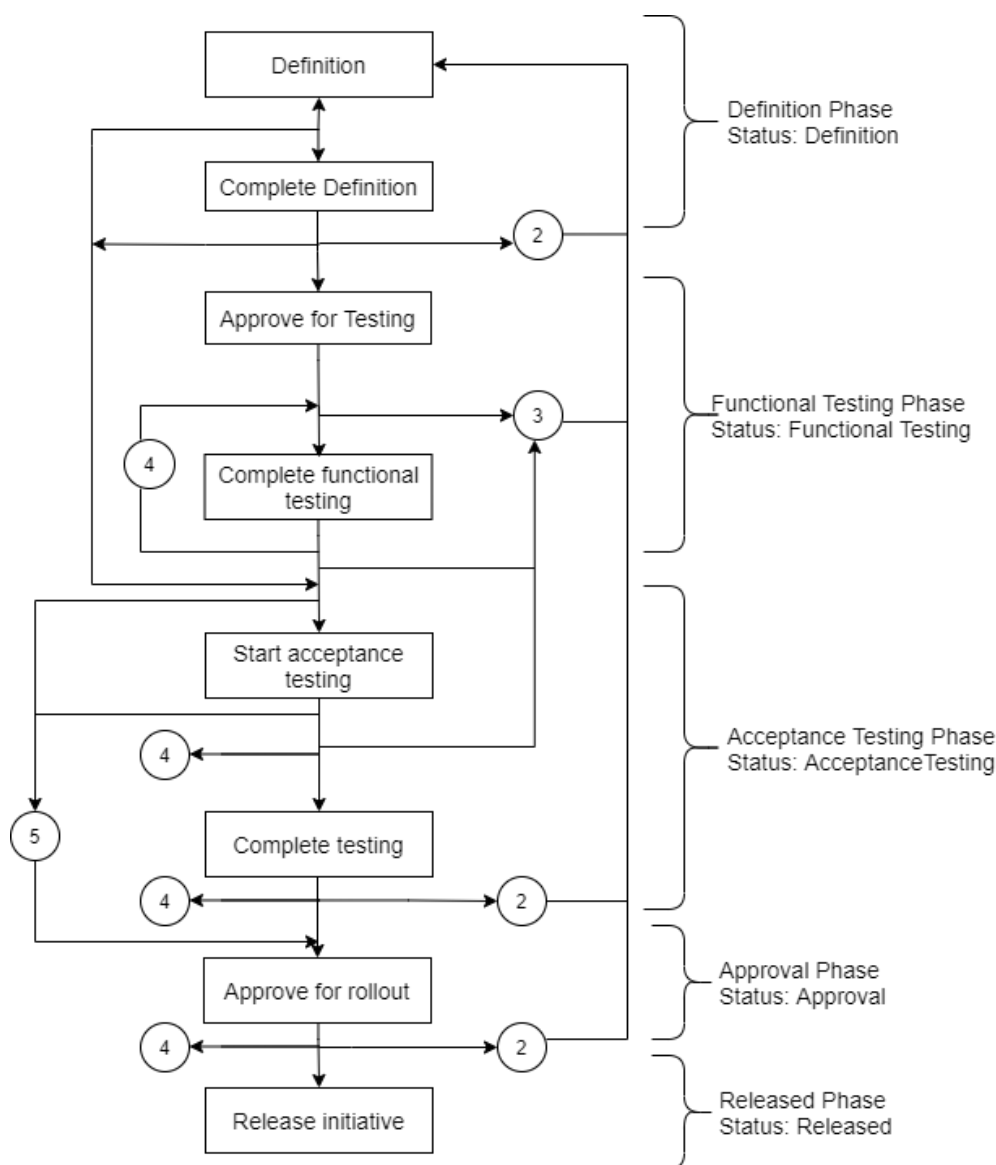 Definition
Definition Phase
Status: Definition
Complete Definition
2
Approve for Testing
3
Functional Testing Phase
Status: Functional Testing
4
Complete functional
testing
Start acceptance
testing
4
Acceptance Testing Phase
Status: AcceptanceTesting
5
Complete testing
4
2
Approve for rollout
Approval Phase
Status: Approval
4
2
Release initiative
Released Phase
Status: Released